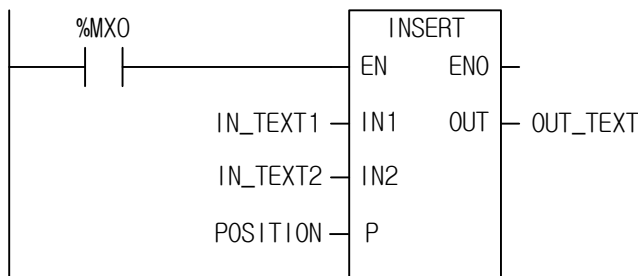 %MX0
INSERT
EN ENO
IN_TEXT1 IN1 OUT OUT_TEXT
IN_TEXT2 IN2
POSITION P